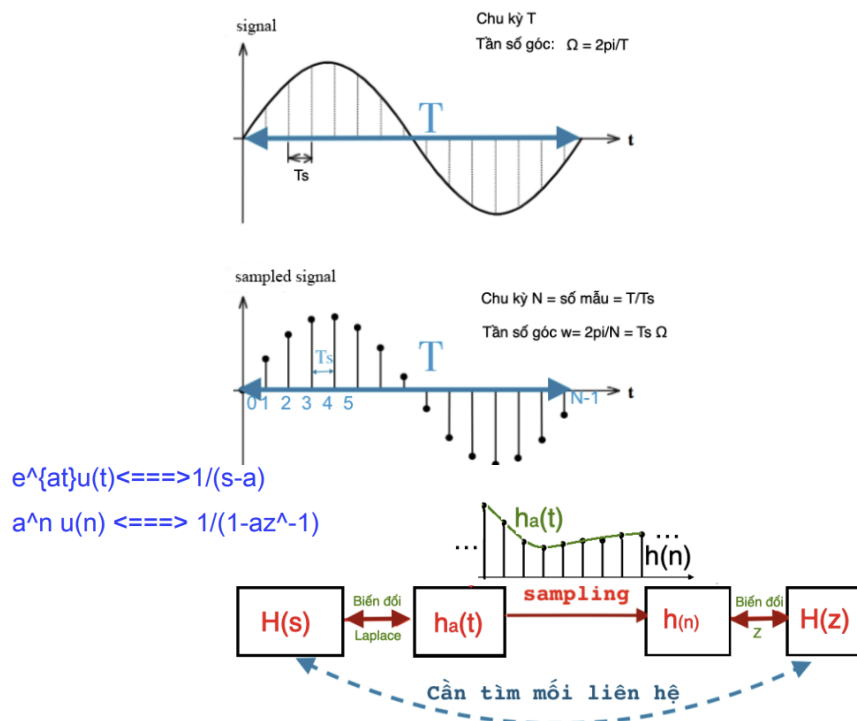 signal
Chu kỳ T
Tần số góc: Ω = 2pi/T
T
t
Ts
sampled signal
Chu kỳ N = số mẫu = T/Ts
Tần số góc w= 2pi/N = Ts Ω
T
Ts
0 1 2 3 4 5 N-1
t
e^{at}u(t)<===>1/(s-a)
a^n u(n) <===> 1/(1-az^-1)
ha(t)
... ...
h(n)
sampling
H(s)
Biến đổi
Laplace
ha(t)
h(n)
Biến đổi
Z
H(z)
Cần tìm mối liên hệ